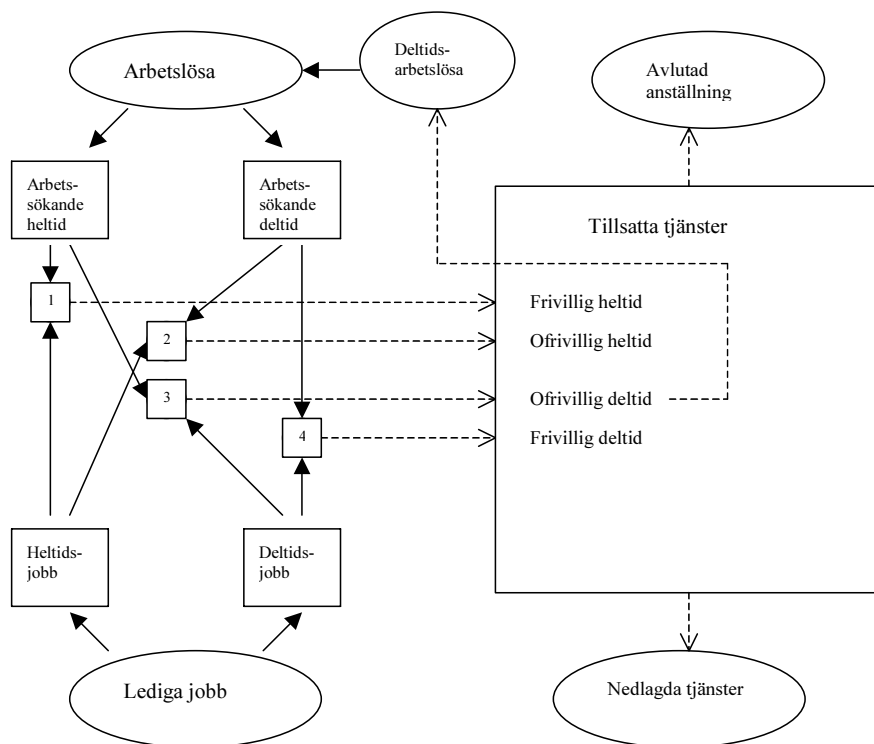 Arbetslösa
Deltids-
arbetslösa
Avlutad
anställning
Arbets-
sökande
heltid
Arbets-
sökande
deltid
Tillsatta tjänster
1
Frivillig heltid
2
Ofrivillig heltid
3
Ofrivillig deltid
4
Frivillig deltid
Heltids-
jobb
Deltids-
jobb
Lediga jobb
Nedlagda tjänster